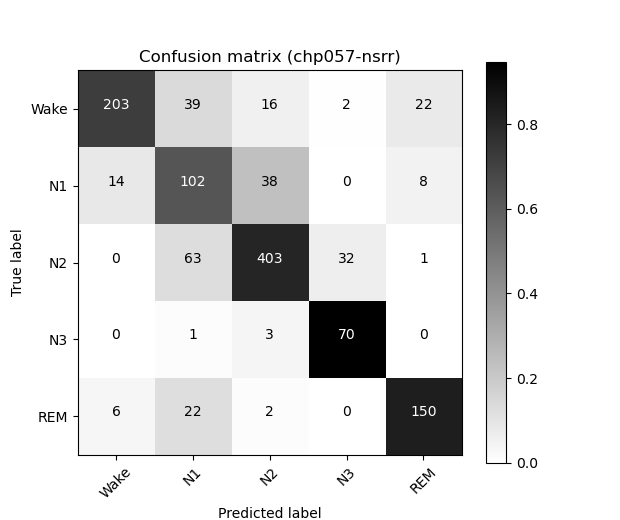 Confusion matrix (chp057-nsrr)
Wake 203 39 16 2 22
N1 14 102 38 0 8
N2 0 63 403 32 1
N3 0 1 3 70 0
REM 6 22 2 0 150
Wake N1 N2 N3 REM
Predicted label
True label
0.8
0.6
0.4
0.2
0.0